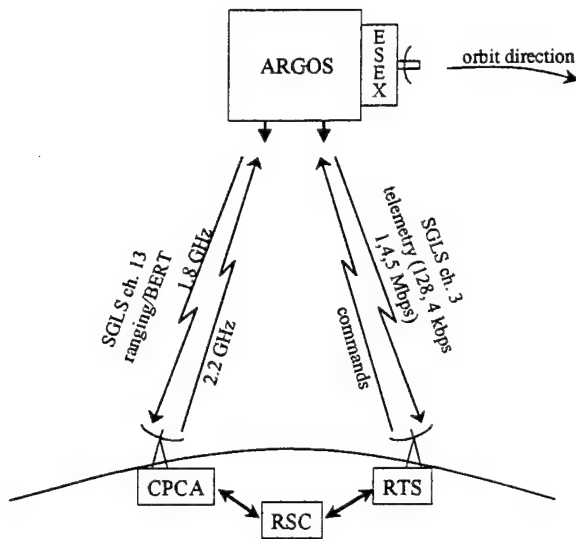 ARGOS
ESEX
orbit direction
SGLS ch. 13
ranging/BERT
1.8 GHz
2.2 GHz
commands
SGLS ch. 3
telemetry (128, 4 kbps
1,4,5 Mbps)
CPCA
RSC
RTS